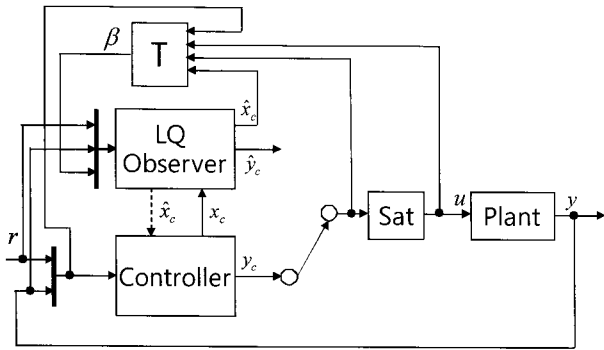 β
T
x̂c
LQ
Observer
ŷc
x̂c
xc
r
Controller
yc
Sat
u
Plant
y